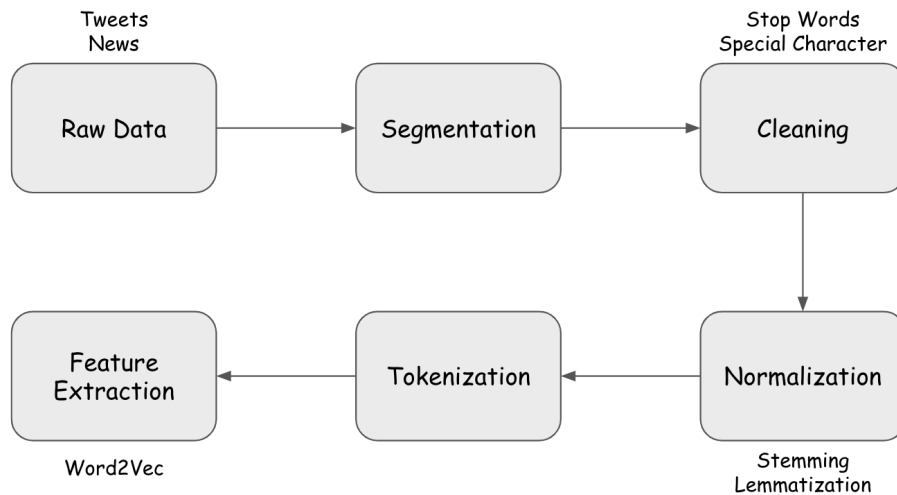 Tweets
News
Raw Data
Segmentation
Stop Words
Special Character
Cleaning
Normalization
Stemming
Lemmatization
Tokenization
Feature
Extraction
Word2Vec